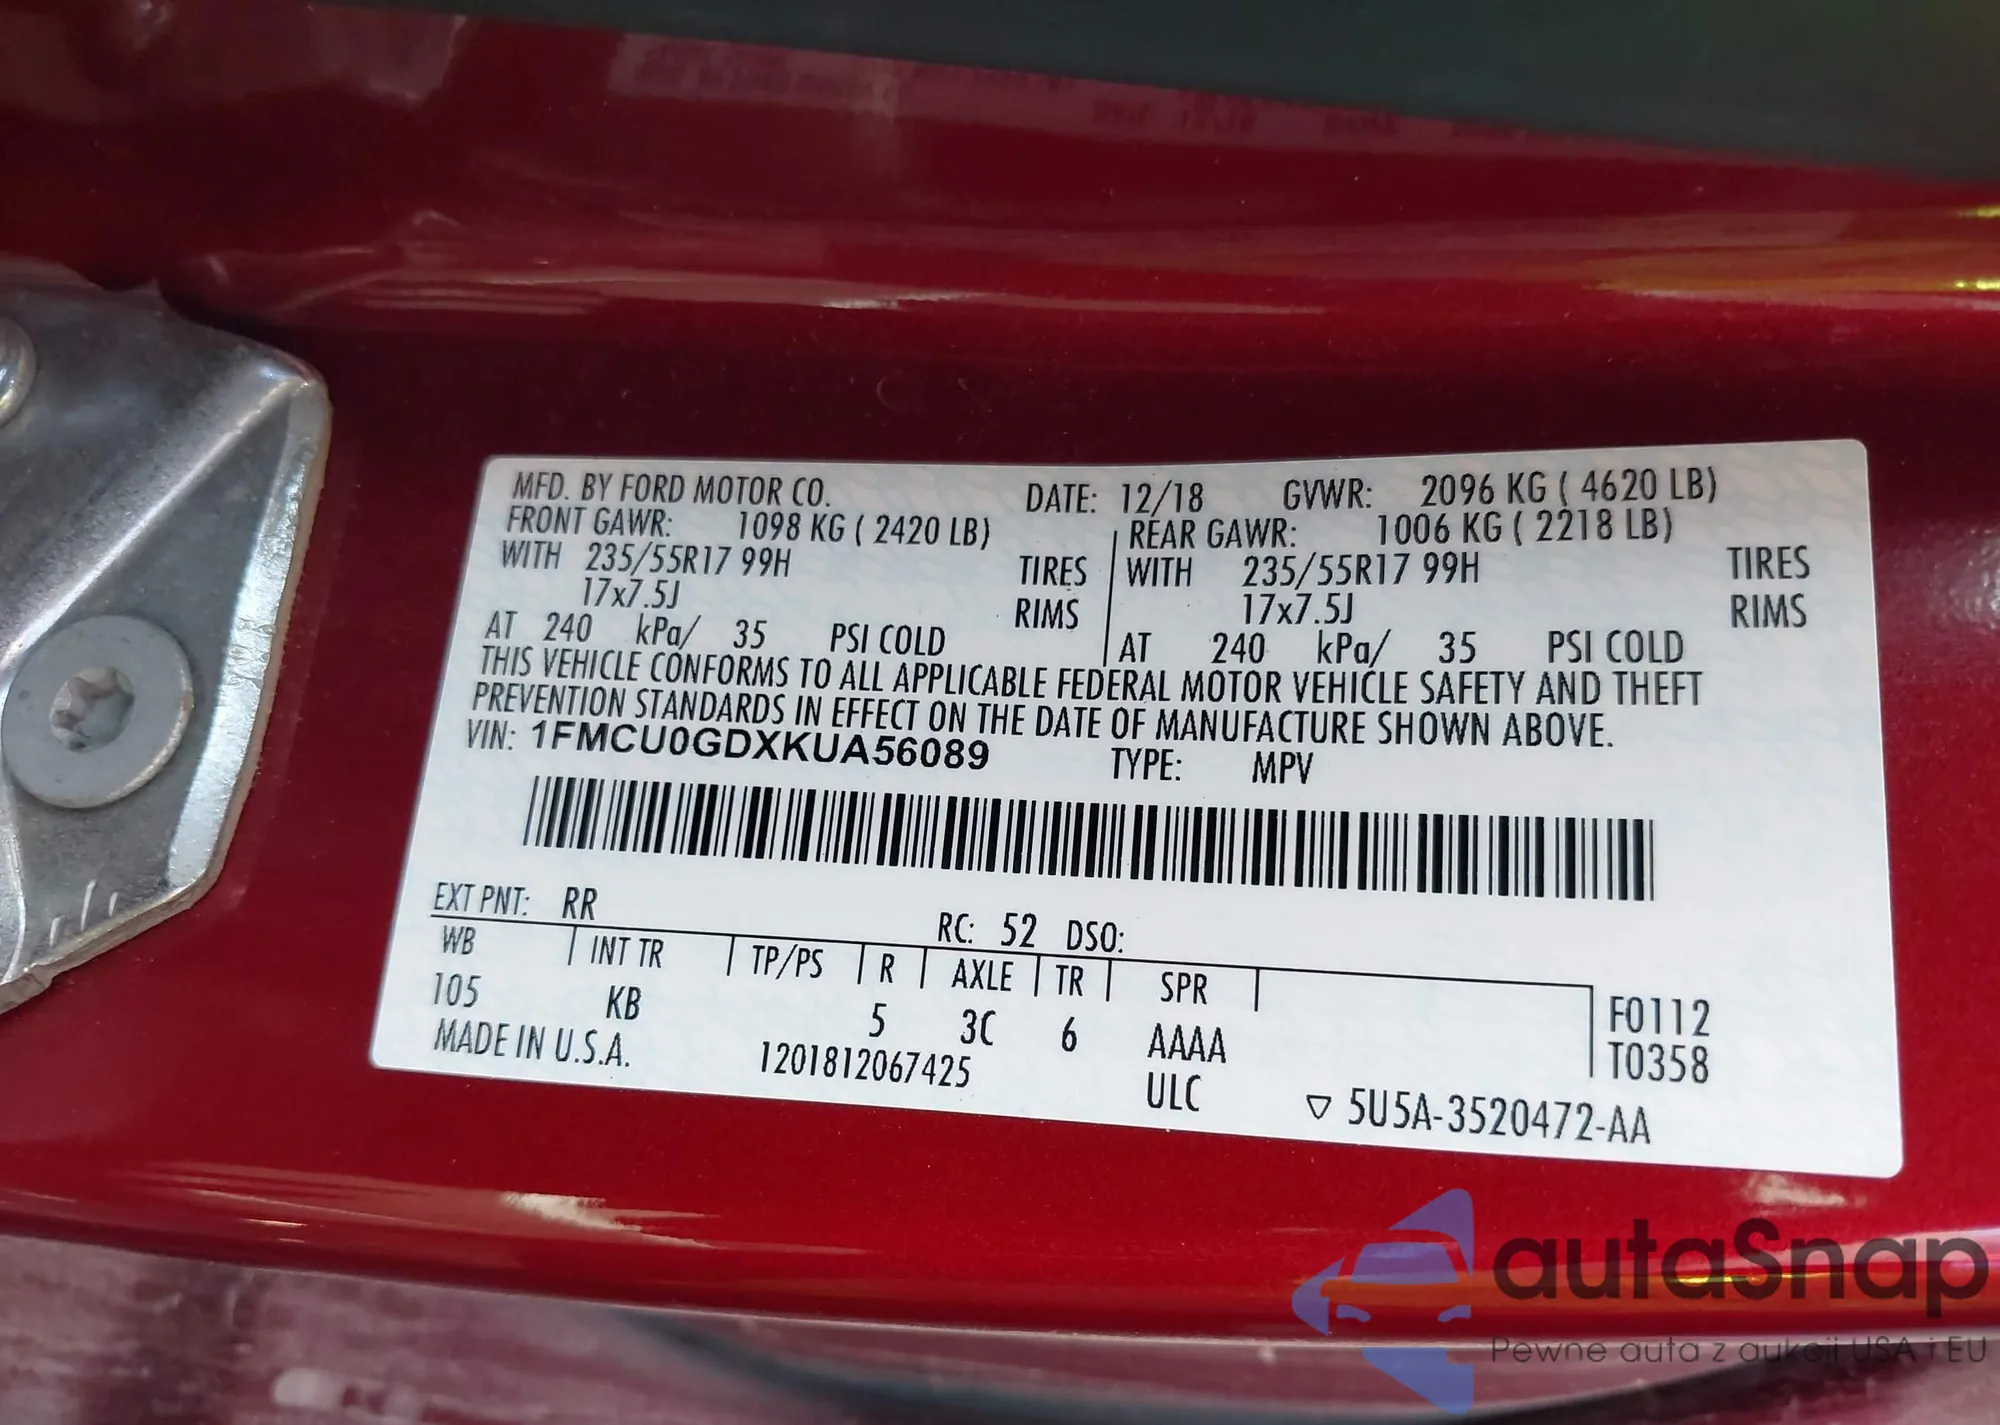 MFD. BY FORD MOTOR CO. DATE: 12/18 GVWR: 2096 KG ( 4620 LB)
FRONT GAWR: 1098 KG ( 2420 LB) REAR GAWR: 1006 KG ( 2218 LB)
WITH 235/55R17 99H TIRES WITH 235/55R17 99H TIRES
17x7.5J RIMS 17x7.5J RIMS
AT 240 kPa/ 35 PSI COLD AT 240 kPa/ 35 PSI COLD
THIS VEHICLE CONFORMS TO ALL APPLICABLE FEDERAL MOTOR VEHICLE SAFETY AND THEFT
PREVENTION STANDARDS IN EFFECT ON THE DATE OF MANUFACTURE SHOWN ABOVE.
VIN: 1FMCU0GDXKUA56089 TYPE: MPV
EXT PNT: RR RC: 52 DSO:
WB INT TR TP/PS R AXLE TR SPR
105 KB 5 3C 6 AAAA F0112
MADE IN U.S.A. 1201812067425 ULC T0358
▽ 5U5A-3520472-AA
autaSnap
Pewne auta z aukcji USA i EU